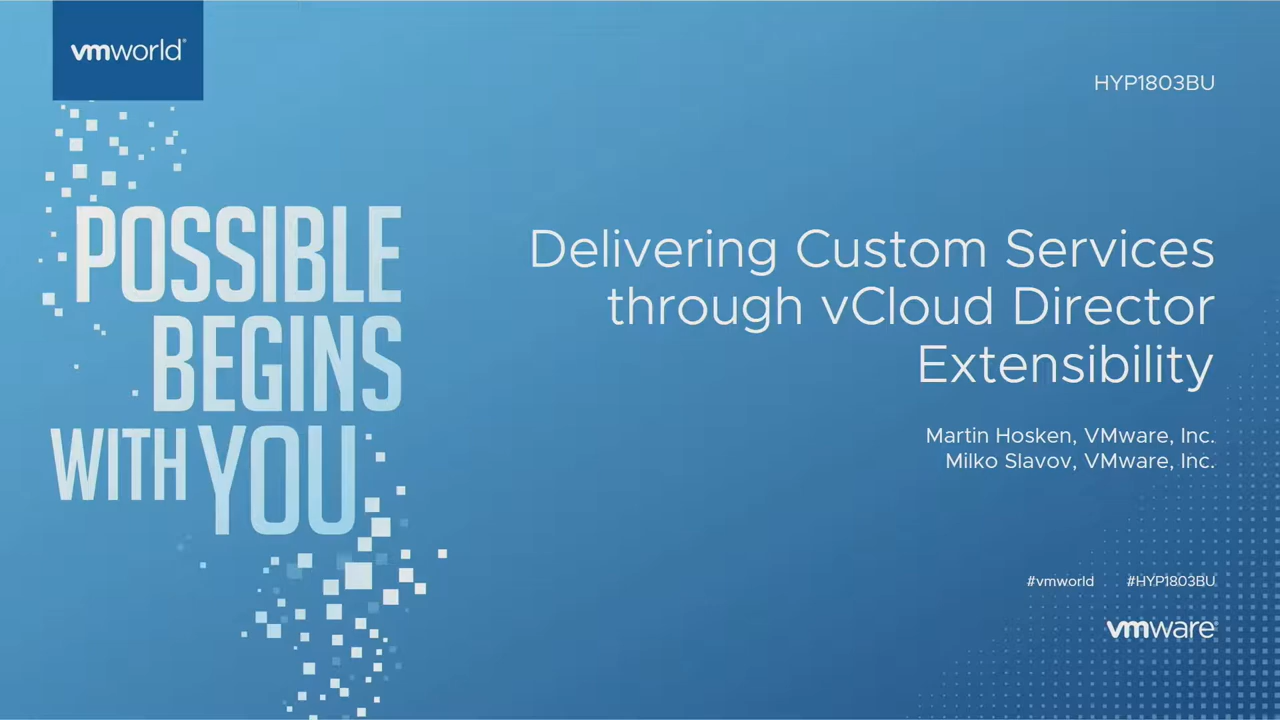 vmworld®
HYP1803BU
POSSIBLE
BEGINS
WITH YOU
Delivering Custom Services
through vCloud Director
Extensibility
Martin Hosken, VMware, Inc.
Milko Slavov, VMware, Inc.
#vmworld #HYP1803BU
vmware